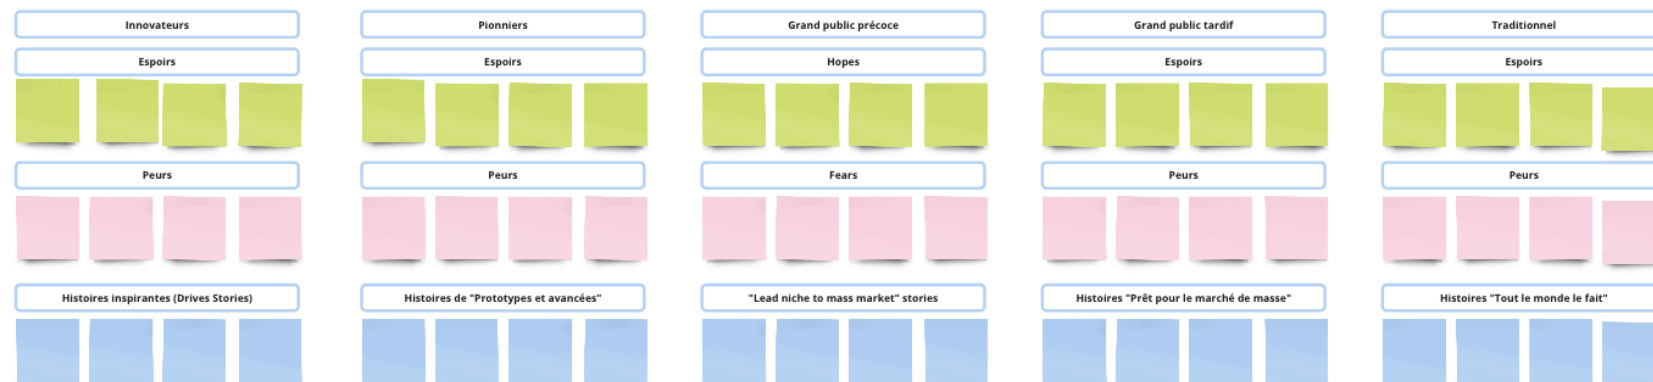 Innovateurs
Pionniers
Grand public précoce
Grand public tardif
Traditionnel
Espoirs
Espoirs
Hopes
Espoirs
Espoirs
Peurs
Peurs
Fears
Peurs
Peurs
Histoires inspirantes (Drives Stories)
Histoires de "Prototypes et avancées"
"Lead niche to mass market" stories
Histoires "Prêt pour le marché de masse"
Histoires "Tout le monde le fait"